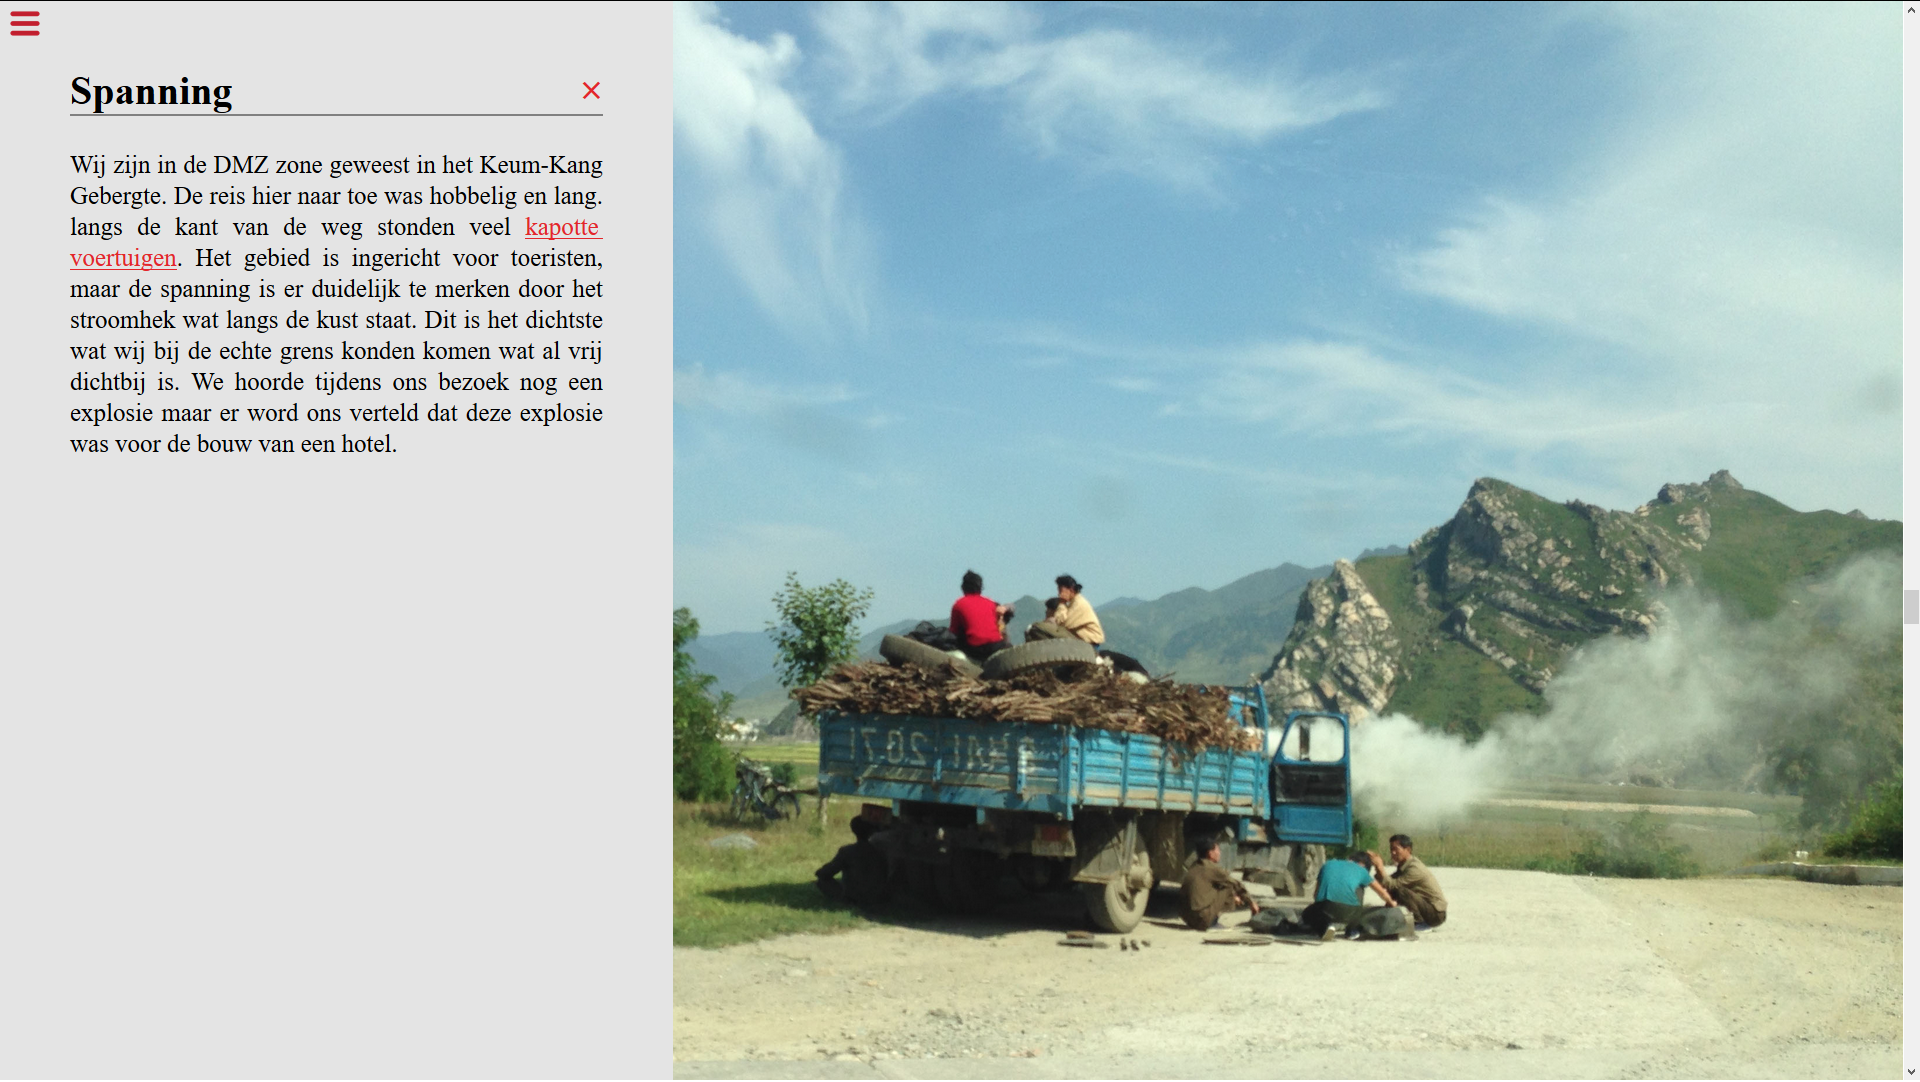 Spanning
Wij zijn in de DMZ zone geweest in het Keum-Kang
Gebergte. De reis hier naar toe was hobbelig en lang.
langs de kant van de weg stonden veel kapotte
voertuigen. Het gebied is ingericht voor toeristen,
maar de spanning is er duidelijk te merken door het
stroomhek wat langs de kust staat. Dit is het dichtste
wat wij bij de echte grens konden komen wat al vrij
dichtbij is. We hoorde tijdens ons bezoek nog een
explosie maar er word ons verteld dat deze explosie
was voor de bouw van een hotel.